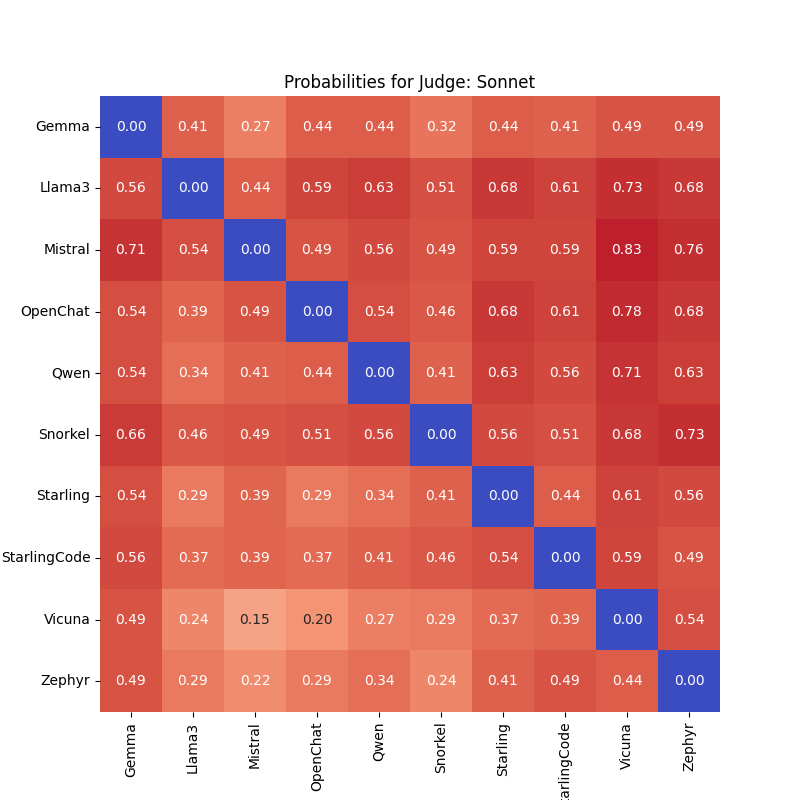 Probabilities for Judge: Sonnet
Gemma 0.00 0.41 0.27 0.44 0.44 0.32 0.44 0.41 0.49 0.49
Llama3 0.56 0.00 0.44 0.59 0.63 0.51 0.68 0.61 0.73 0.68
Mistral 0.71 0.54 0.00 0.49 0.56 0.49 0.59 0.59 0.83 0.76
OpenChat 0.54 0.39 0.49 0.00 0.54 0.46 0.68 0.61 0.78 0.68
Qwen 0.54 0.34 0.41 0.44 0.00 0.41 0.63 0.56 0.71 0.63
Snorkel 0.66 0.46 0.49 0.51 0.56 0.00 0.56 0.51 0.68 0.73
Starling 0.54 0.29 0.39 0.29 0.34 0.41 0.00 0.44 0.61 0.56
StarlingCode 0.56 0.37 0.39 0.37 0.41 0.46 0.54 0.00 0.59 0.49
Vicuna 0.49 0.24 0.15 0.20 0.27 0.29 0.37 0.39 0.00 0.54
Zephyr 0.49 0.29 0.22 0.29 0.34 0.24 0.41 0.49 0.44 0.00
Gemma Llama3 Mistral OpenChat Qwen Snorkel Starling arlingCode Vicuna Zephyr